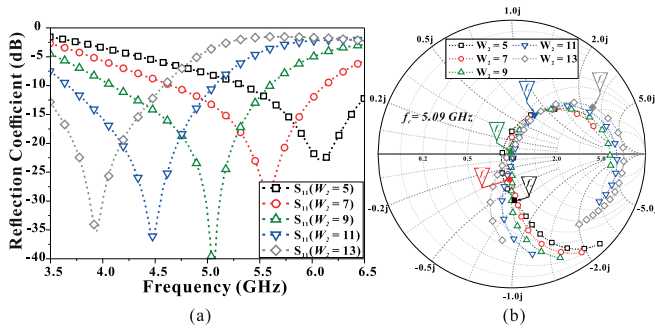 Reflection Coefficient (dB)
0
-5
-10
-15
-20
-25
-30
-35
-40
3.5 4.0 4.5 5.0 5.5 6.0 6.5
Frequency (GHz)
S11(W2 = 5)
S11(W2 = 7)
S11(W2 = 9)
S11(W2 = 11)
S11(W2 = 13)
(a)
W2 = 5 W2 = 11
W2 = 7 W2 = 13
W2 = 9
fc = 5.09 GHz
1.0j
2.0j
5.0j
0.2j
0.2 0.5 1.0 2.0 5.0
-0.2j
-5.0j
-0.5j
-2.0j
-1.0j
(b)